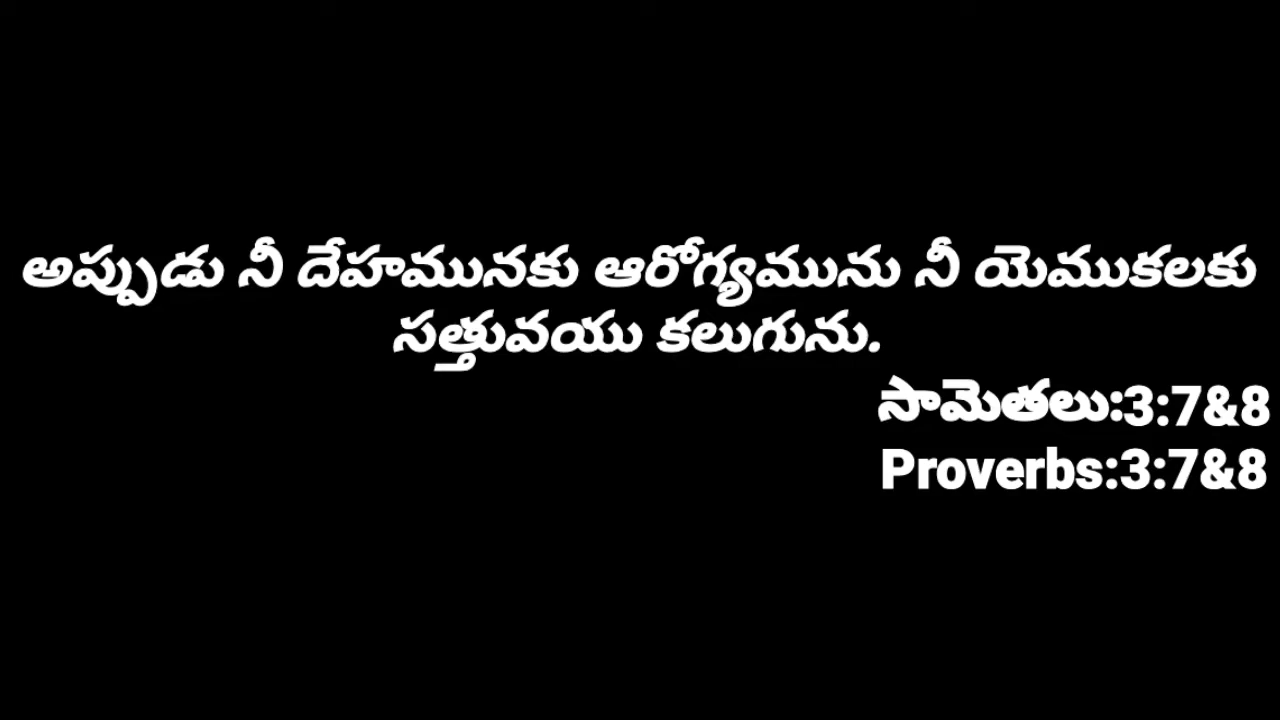 అప్పుడు నీ దేహమునకు ఆరోగ్యమును నీ యెముకలకు
సత్తువయు కలుగును.
సామెతలు:3:7&8
Proverbs:3:7&8